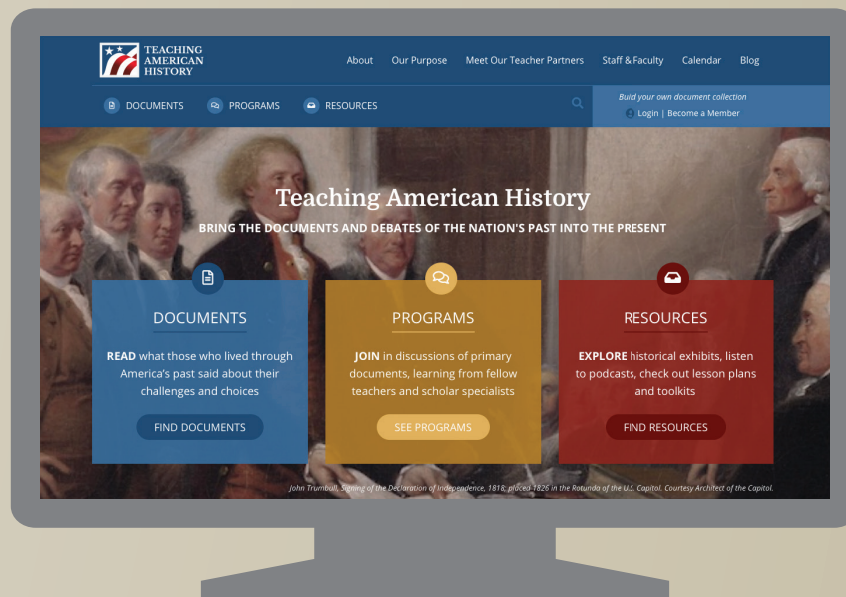 TEACHING
AMERICAN
HISTORY
About Our Purpose Meet Our Teacher Partners Staff & Faculty Calendar Blog
DOCUMENTS PROGRAMS RESOURCES
Buid your own document collection
Login | Become a Member
Teaching American History
BRING THE DOCUMENTS AND DEBATES OF THE NATION'S PAST INTO THE PRESENT
DOCUMENTS
READ what those who lived through
America's past said about their
challenges and choices
FIND DOCUMENTS
PROGRAMS
JOIN in discussions of primary
documents, learning from fellow
teachers and scholar specialists
SEE PROGRAMS
RESOURCES
EXPLORE historical exhibits, listen
to podcasts, check out lesson plans
and toolkits
FIND RESOURCES
John Trumbull, Signing of the Declaration of Independence, 1818; placed 1826 in the Rotunda of the U.S. Capitol. Courtesy Architect of the Capitol.